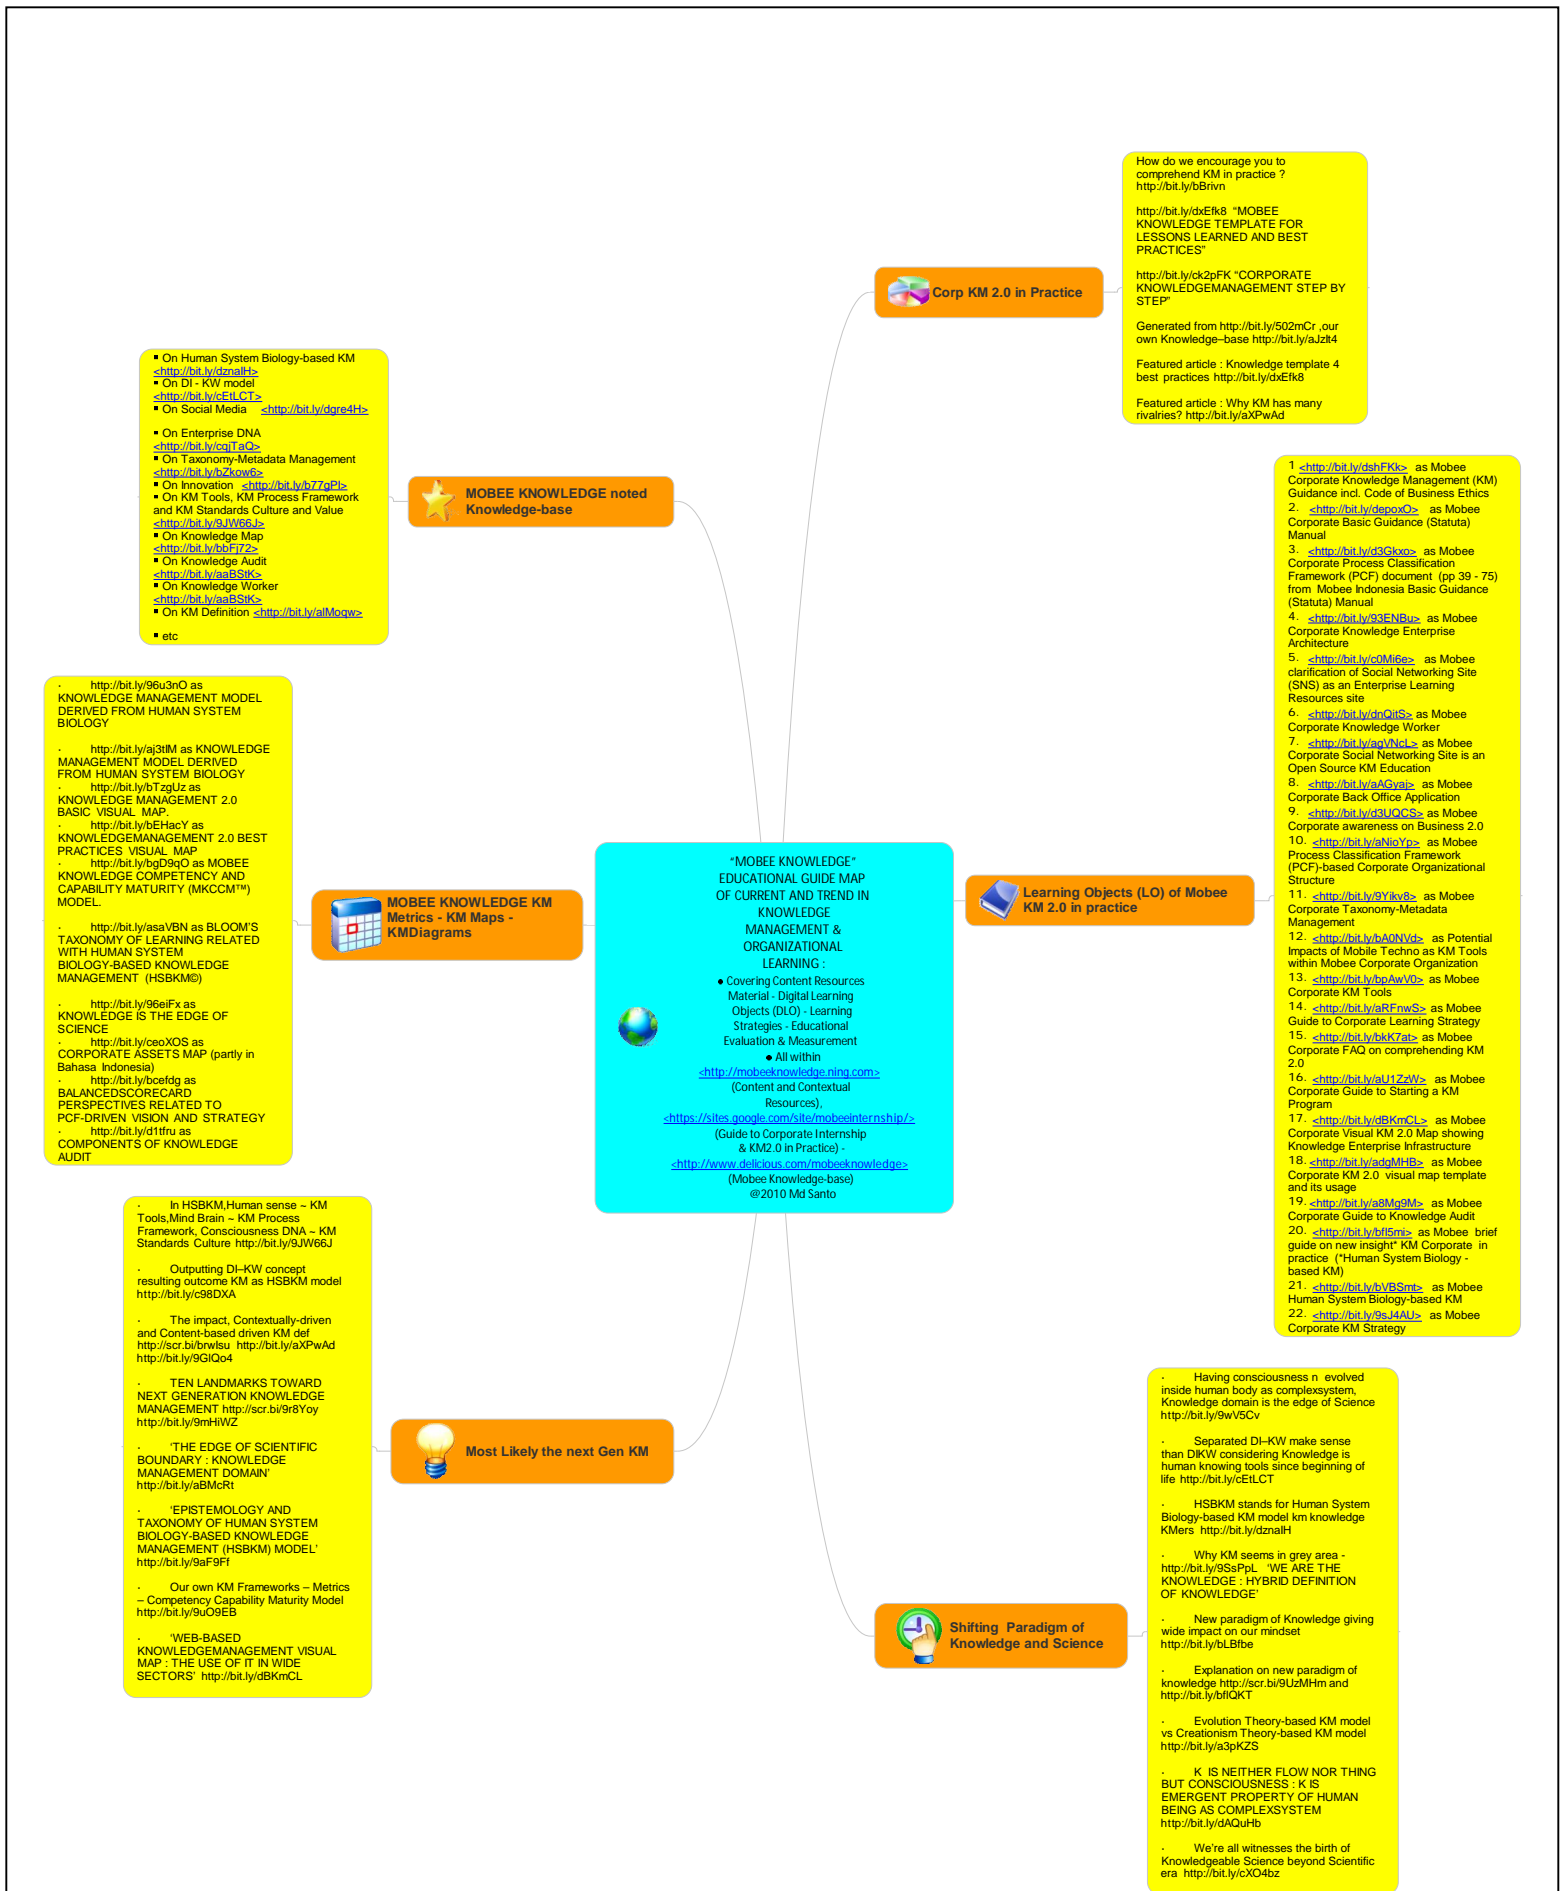 How do we encourage you to
comprehend KM in practice ?
http://bit.ly/bBrivn
http://bit.ly/dxEfk8 “MOBEE
KNOWLEDGE TEMPLATE FOR
LESSONS LEARNED AND BEST
PRACTICES”
http://bit.ly/ck2pFK “CORPORATE
KNOWLEDGEMANAGEMENT STEP BY
STEP”
Generated from http://bit.ly/502mCr ,our
own Knowledge–base http://bit.ly/aJzlt4
Featured article : Knowledge template 4
best practices http://bit.ly/dxEfk8
Featured article : Why KM has many
rivalries? http://bit.ly/aXPwAd
Corp KM 2.0 in Practice
▪ On Human System Biology-based KM
<http://bit.ly/dznaIH>
▪ On DI - KW model
<http://bit.ly/cEtLCT>
▪ On Social Media <http://bit.ly/dgre4H>
▪ On Enterprise DNA
<http://bit.ly/cqjTaQ>
▪ On Taxonomy-Metadata Management
<http://bit.ly/bZkow6>
▪ On Innovation <http://bit.ly/b77gPl>
▪ On KM Tools, KM Process Framework
and KM Standards Culture and Value
<http://bit.ly/9JW66J>
▪ On Knowledge Map
<http://bit.ly/bbFj72>
▪ On Knowledge Audit
<http://bit.ly/aaBStK>
▪ On Knowledge Worker
<http://bit.ly/aaBStK>
▪ On KM Definition <http://bit.ly/alMoqw>
▪ etc
MOBEE KNOWLEDGE noted
Knowledge-base
1 <http://bit.ly/dshFKk> as Mobee
Corporate Knowledge Management (KM)
Guidance incl. Code of Business Ethics
2. <http://bit.ly/depoxO> as Mobee
Corporate Basic Guidance (Statuta)
Manual
3. <http://bit.ly/d3Gkxo> as Mobee
Corporate Process Classification
Framework (PCF) document (pp 39 - 75)
from Mobee Indonesia Basic Guidance
(Statuta) Manual
4. <http://bit.ly/93ENBu> as Mobee
Corporate Knowledge Enterprise
Architecture
5. <http://bit.ly/c0Mi6e> as Mobee
clarification of Social Networking Site
(SNS) as an Enterprise Learning
Resources site
6. <http://bit.ly/dnQitS> as Mobee
Corporate Knowledge Worker
7. <http://bit.ly/agVNcL> as Mobee
Corporate Social Networking Site is an
Open Source KM Education
8. <http://bit.ly/aAGyaj> as Mobee
Corporate Back Office Application
9. <http://bit.ly/d3UQCS> as Mobee
Corporate awareness on Business 2.0
10. <http://bit.ly/aNioYp> as Mobee
Process Classification Framework
(PCF)-based Corporate Organizational
Structure
11. <http://bit.ly/9Yikv8> as Mobee
Corporate Taxonomy-Metadata
Management
12. <http://bit.ly/bA0NVd> as Potential
Impacts of Mobile Techno as KM Tools
within Mobee Corporate Organization
13. <http://bit.ly/bpAwV0> as Mobee
Corporate KM Tools
14. <http://bit.ly/aRFnwS> as Mobee
Guide to Corporate Learning Strategy
15. <http://bit.ly/bkK7at> as Mobee
Corporate FAQ on comprehending KM
2.0
16. <http://bit.ly/aU1ZzW> as Mobee
Corporate Guide to Starting a KM
Program
17. <http://bit.ly/dBKmCL> as Mobee
Corporate Visual KM 2.0 Map showing
Knowledge Enterprise Infrastructure
18. <http://bit.ly/adgMHB> as Mobee
Corporate KM 2.0 visual map template
and its usage
19. <http://bit.ly/a8Mg9M> as Mobee
Corporate Guide to Knowledge Audit
20. <http://bit.ly/bfI5mi> as Mobee brief
guide on new insight* KM Corporate in
practice (*Human System Biology -
based KM)
21. <http://bit.ly/bVBSmt> as Mobee
Human System Biology-based KM
22. <http://bit.ly/9sJ4AU> as Mobee
Corporate KM Strategy
Learning Objects (LO) of Mobee
KM 2.0 in practice
· http://bit.ly/96u3nO as
KNOWLEDGE MANAGEMENT MODEL
DERIVED FROM HUMAN SYSTEM
BIOLOGY
· http://bit.ly/aj3tlM as KNOWLEDGE
MANAGEMENT MODEL DERIVED
FROM HUMAN SYSTEM BIOLOGY
· http://bit.ly/bTzgUz as
KNOWLEDGE MANAGEMENT 2.0
BASIC VISUAL MAP.
· http://bit.ly/bEHacY as
KNOWLEDGEMANAGEMENT 2.0 BEST
PRACTICES VISUAL MAP
· http://bit.ly/bgD9qO as MOBEE
KNOWLEDGE COMPETENCY AND
CAPABILITY MATURITY (MKCCM™)
MODEL.
· http://bit.ly/asaVBN as BLOOM’S
TAXONOMY OF LEARNING RELATED
WITH HUMAN SYSTEM
BIOLOGY-BASED KNOWLEDGE
MANAGEMENT (HSBKM©)
· http://bit.ly/96eiFx as
KNOWLEDGE IS THE EDGE OF
SCIENCE
· http://bit.ly/ceoXOS as
CORPORATE ASSETS MAP (partly in
Bahasa Indonesia)
· http://bit.ly/bcefdg as
BALANCEDSCORECARD
PERSPECTIVES RELATED TO
PCF-DRIVEN VISION AND STRATEGY
· http://bit.ly/d1tfru as
COMPONENTS OF KNOWLEDGE
AUDIT
MOBEE KNOWLEDGE KM
Metrics - KM Maps -
KMDiagrams
“MOBEE KNOWLEDGE”
EDUCATIONAL GUIDE MAP
OF CURRENT AND TREND IN
KNOWLEDGE
MANAGEMENT &
ORGANIZATIONAL
LEARNING :
● Covering Content Resources
Material - Digital Learning
Objects (DLO) - Learning
Strategies - Educational
Evaluation & Measurement
● All within
<http://mobeeknowledge.ning.com>
(Content and Contextual
Resources),
<https://sites.google.com/site/mobeeinternship/>
(Guide to Corporate Internship
& KM2.0 in Practice) -
<http://www.delicious.com/mobeeknowledge>
(Mobee Knowledge-base)
@2010 Md Santo
· In HSBKM,Human sense ~ KM
Tools,Mind Brain ~ KM Process
Framework, Consciousness DNA ~ KM
Standards Culture http://bit.ly/9JW66J
· Outputting DI–KW concept
resulting outcome KM as HSBKM model
http://bit.ly/c98DXA
· The impact, Contextually-driven
and Content-based driven KM def
http://scr.bi/brwIsu http://bit.ly/aXPwAd
http://bit.ly/9GlQo4
· TEN LANDMARKS TOWARD
NEXT GENERATION KNOWLEDGE
MANAGEMENT http://scr.bi/9r8Yoy
http://bit.ly/9mHiWZ
· ‘THE EDGE OF SCIENTIFIC
BOUNDARY : KNOWLEDGE
MANAGEMENT DOMAIN’
http://bit.ly/aBMcRt
· ‘EPISTEMOLOGY AND
TAXONOMY OF HUMAN SYSTEM
BIOLOGY-BASED KNOWLEDGE
MANAGEMENT (HSBKM) MODEL’
http://bit.ly/9aF9Ff
· Our own KM Frameworks – Metrics
– Competency Capability Maturity Model
http://bit.ly/9uO9EB
· ‘WEB-BASED
KNOWLEDGEMANAGEMENT VISUAL
MAP : THE USE OF IT IN WIDE
SECTORS’ http://bit.ly/dBKmCL
Most Likely the next Gen KM
· Having consciousness n evolved
inside human body as complexsystem,
Knowledge domain is the edge of Science
http://bit.ly/9wV5Cv
· Separated DI–KW make sense
than DIKW considering Knowledge is
human knowing tools since beginning of
life http://bit.ly/cEtLCT
· HSBKM stands for Human System
Biology-based KM model km knowledge
KMers http://bit.ly/dznaIH
· Why KM seems in grey area -
http://bit.ly/9SsPpL ‘WE ARE THE
KNOWLEDGE : HYBRID DEFINITION
OF KNOWLEDGE’
· New paradigm of Knowledge giving
wide impact on our mindset
http://bit.ly/bLBfbe
· Explanation on new paradigm of
knowledge http://scr.bi/9UzMHm and
http://bit.ly/bflQKT
· Evolution Theory-based KM model
vs Creationism Theory-based KM model
http://bit.ly/a3pKZS
· K IS NEITHER FLOW NOR THING
BUT CONSCIOUSNESS : K IS
EMERGENT PROPERTY OF HUMAN
BEING AS COMPLEXSYSTEM
http://bit.ly/dAQuHb
· We’re all witnesses the birth of
Knowledgeable Science beyond Scientific
era http://bit.ly/cXO4bz
Shifting Paradigm of
Knowledge and Science